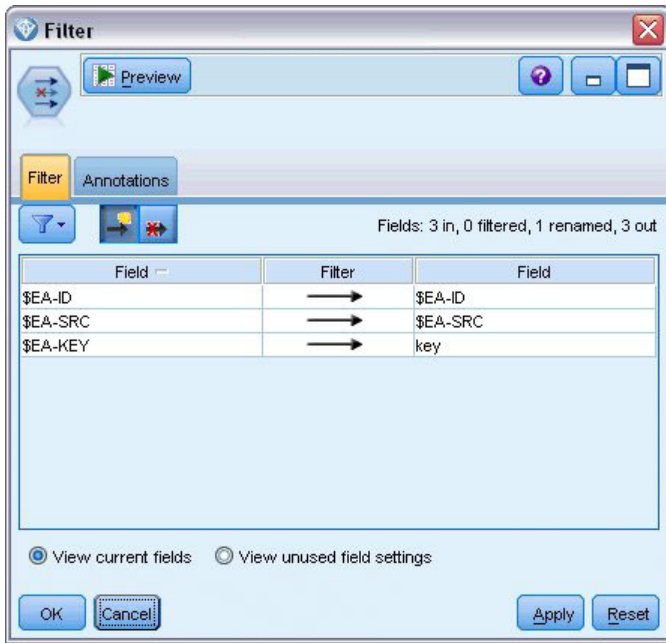 Filter
Preview
Filter Annotations
Fields: 3 in, 0 filtered, 1 renamed, 3 out
Field Filter Field
$EA-ID $EA-ID
$EA-SRC $EA-SRC
$EA-KEY key
View current fields View unused field settings
OK Cancel Apply Reset